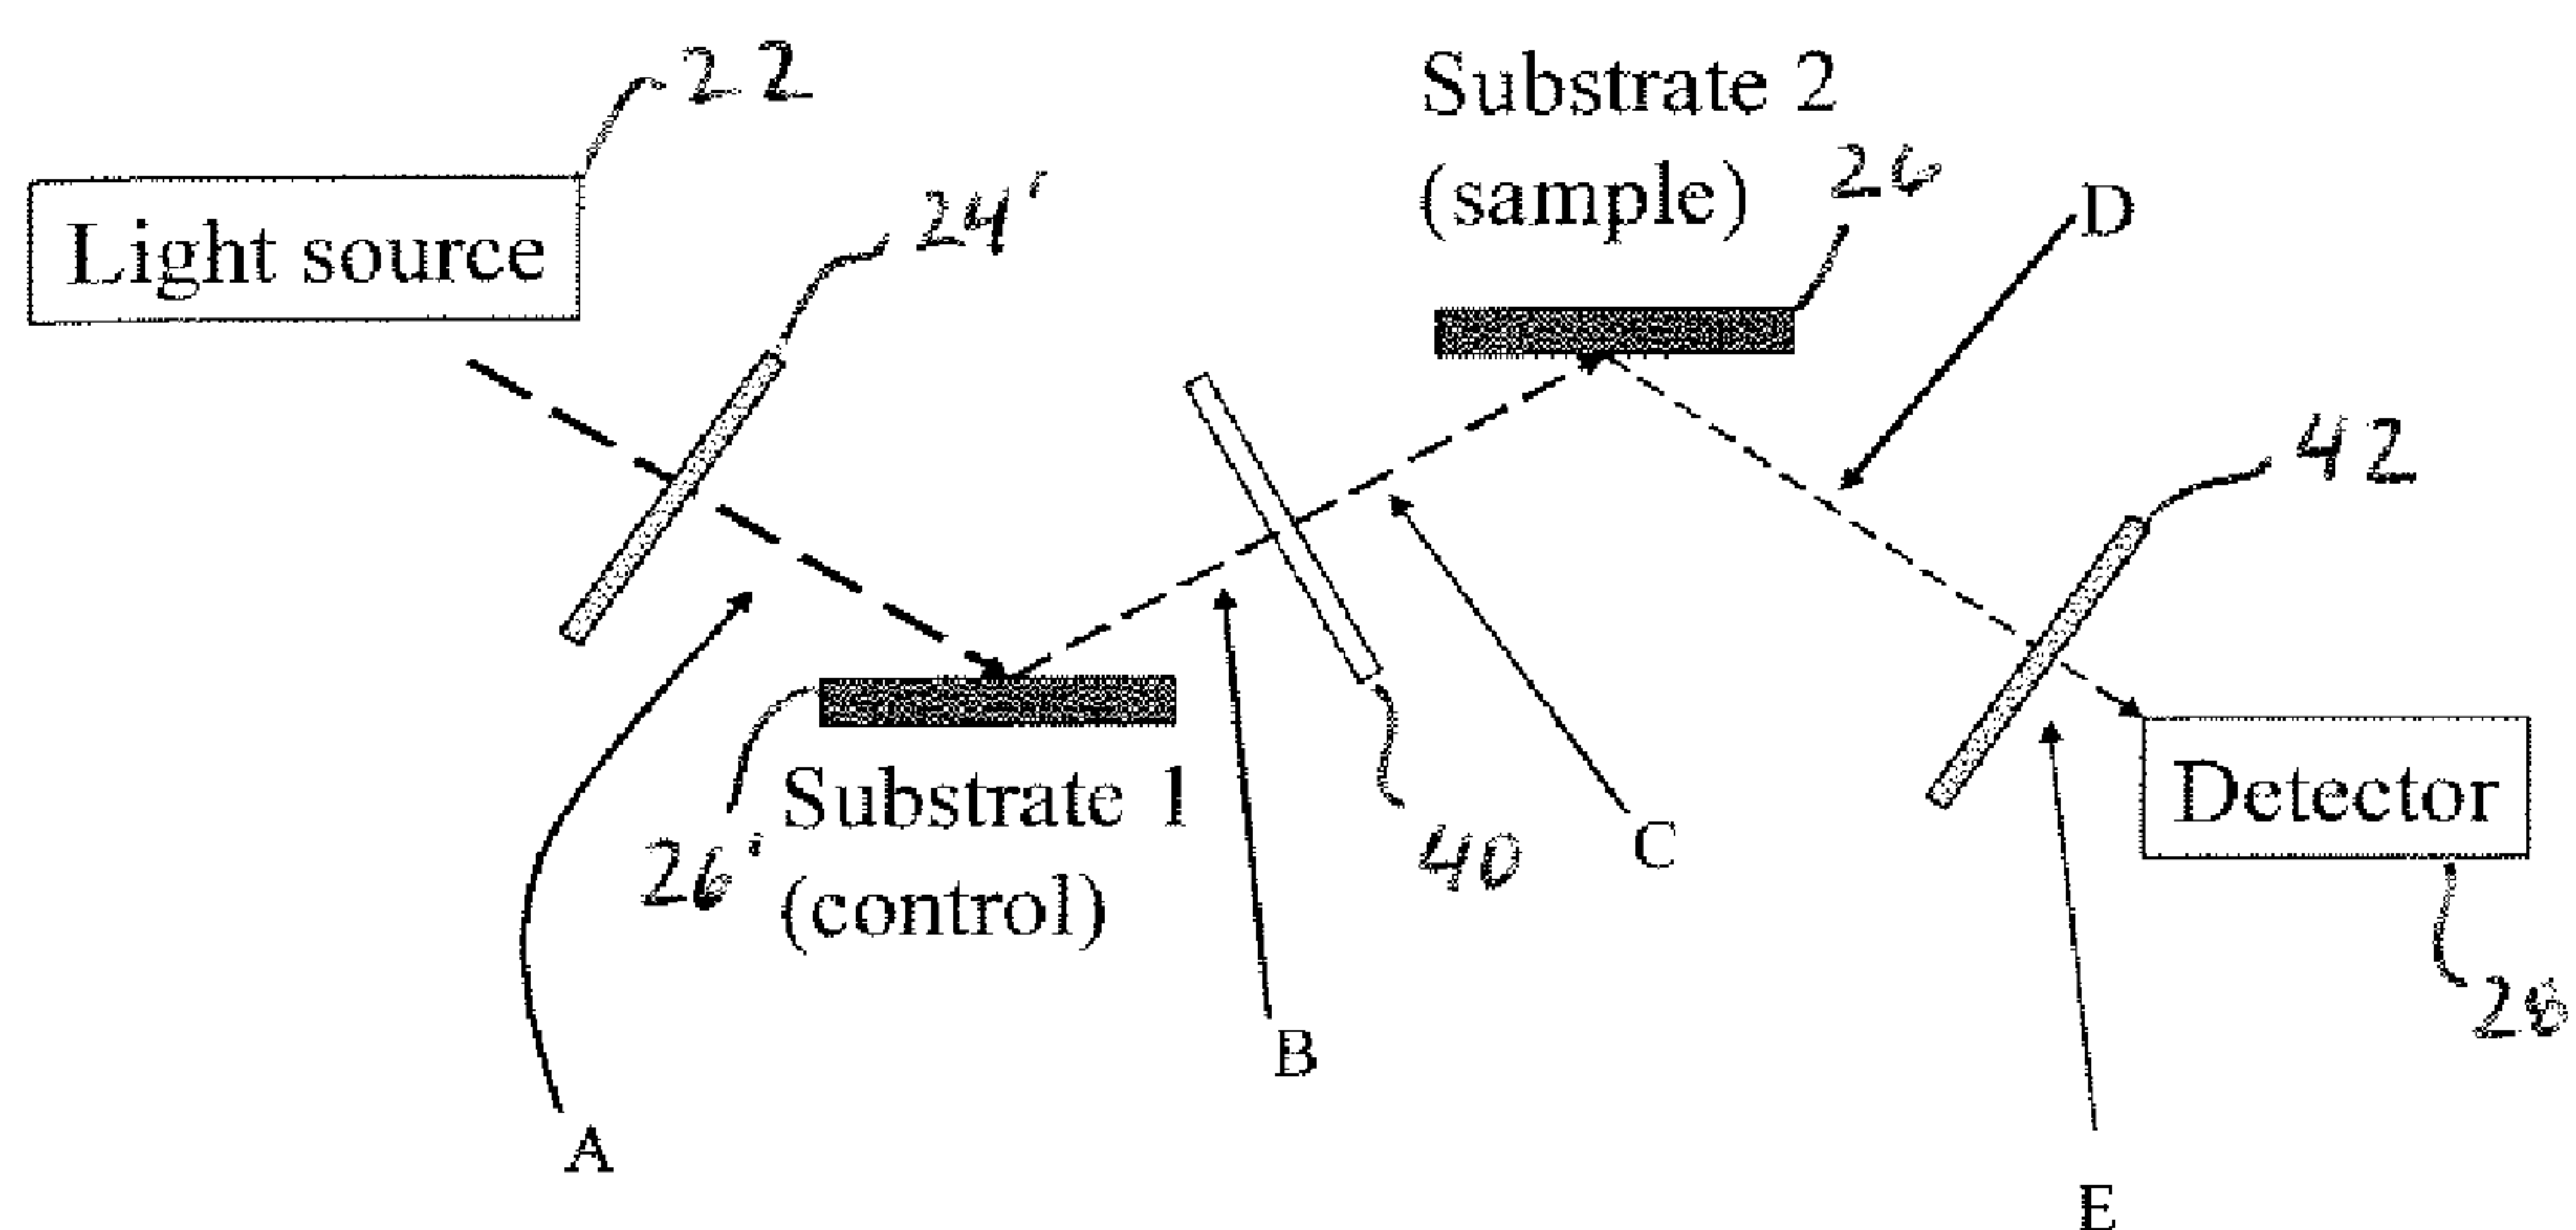 22
Light source
24'
Substrate 2
(sample)
26
D
42
Substrate 1
(control)
26'
40
C
Detector
28
B
A
E